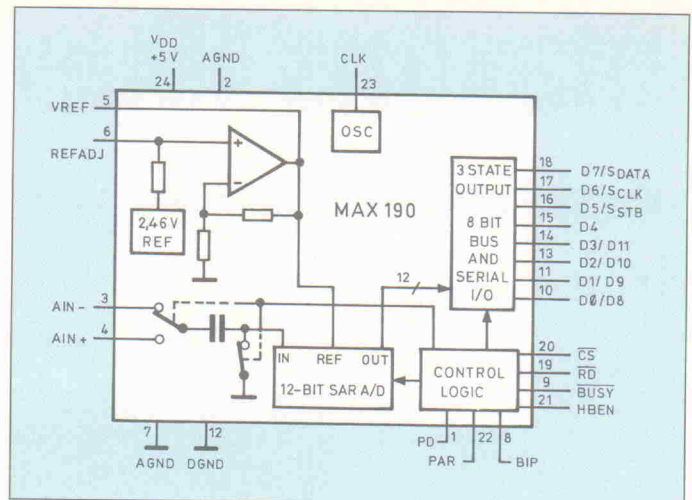 VDD
+5 V
AGND
CLK
24
2
23
VREF
5
OSC
REFADJ
6
+
−
MAX 190
2,46 V
REF
3 STATE
OUTPUT
8 BIT
BUS
AND
SERIAL
I/O
18 D7/SDATA
17 D6/SCLK
16 D5/SSTB
15 D4
14 D3/D11
13 D2/D10
11 D1/D9
10 DØ/D8
12
AIN− 3
AIN+ 4
IN REF OUT
12-BIT SAR A/D
CONTROL
LOGIC
20 CS
19 RD
9 BUSY
21 HBEN
7
12
AGND DGND
PD 1
22
8
PAR
BIP